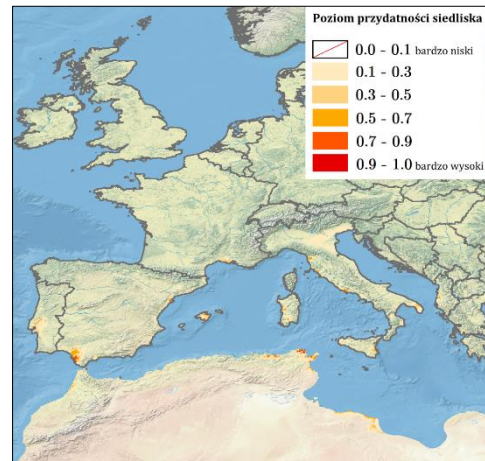 Poziom przydatności siedliska
0.0 - 0.1 bardzo niski
0.1 - 0.3
0.3 - 0.5
0.5 - 0.7
0.7 - 0.9
0.9 - 1.0 bardzo wysoki